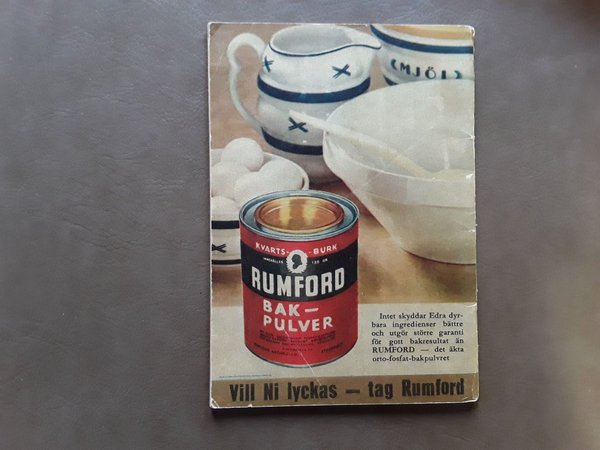 MJÖL
KVARTS-BURK
RUMFORD
BAK-
PULVER
Intet skyddar Edra dyr-
bara ingredienser bättre
och utgör större garanti
för gott bakresultat än
RUMFORD — det äkta
orto-fosfat-bakpulvret
Vill Ni lyckas — tag Rumford